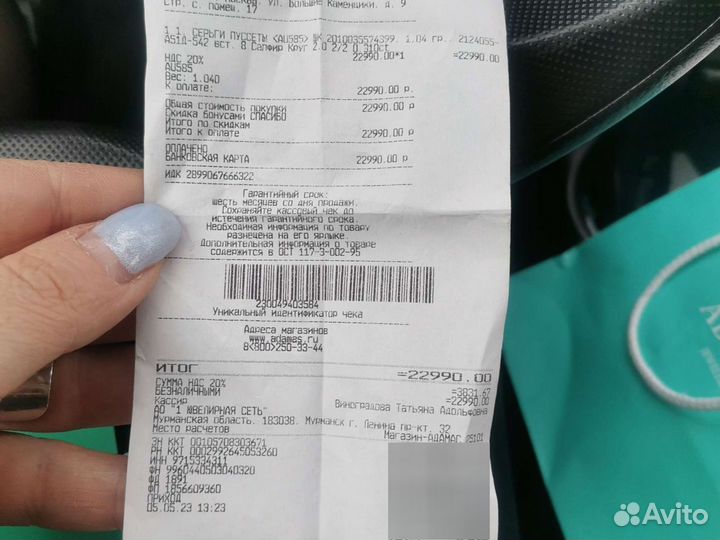 ул. Большие Каменщики, д. 9
стр. с, помещ. 17
1 1. СЕРЬГИ ПУССЕТЫ <AU585> ШК 2010035574399, 1.04 гр., 2124055-
А51Д-542 вст. 8 Сапфир Круг 2.0 2/2 0.310ct
22990.00*1 =22990.00
НДС 20%
AU585
Вес: 1.040
К оплате: 22990.00 р
Общая стоимость покупки 22990.00 р
Скидка Бонусами СПАСИБО
Итого по скидкам
Итого к оплате 22990.00 р
ОПЛАЧЕНО
БАНКОВСКАЯ КАРТА 22990.00 р
ИДК 2899067666322
Гарантийный срок:
шесть месяцев со дня продажи.
Сохраняйте кассовый чек до
истечения гарантийного срока.
Необходимая информация по товару
размещена на его ярлыке.
Дополнительная информация о товаре
содержится в ОСТ 117-3-002-95
230049403584
Уникальный идентификатор чека
Адреса магазинов
www.adamas.ru
8<800>250-33-44
ИТОГ =22990.00
СУММА НДС 20% =3831.67
БЕЗНАЛИЧНЫМИ =22990.00
Кассир Виноградова Татьяна Адольфовна
АО "1 ЮВЕЛИРНАЯ СЕТЬ"
Мурманская область, 183038, Мурманск г, Ленина пр-кт, 32
Место расчетов Магазин-АДАМАС 25101
ЗН ККТ 00105708303671
РН ККТ 0002992645053260
ИНН 9715334311
ФН 9960440503040320
ФД 1891
ФП 1856609360
ПРИХОД
05.05.23 13:23
Avito